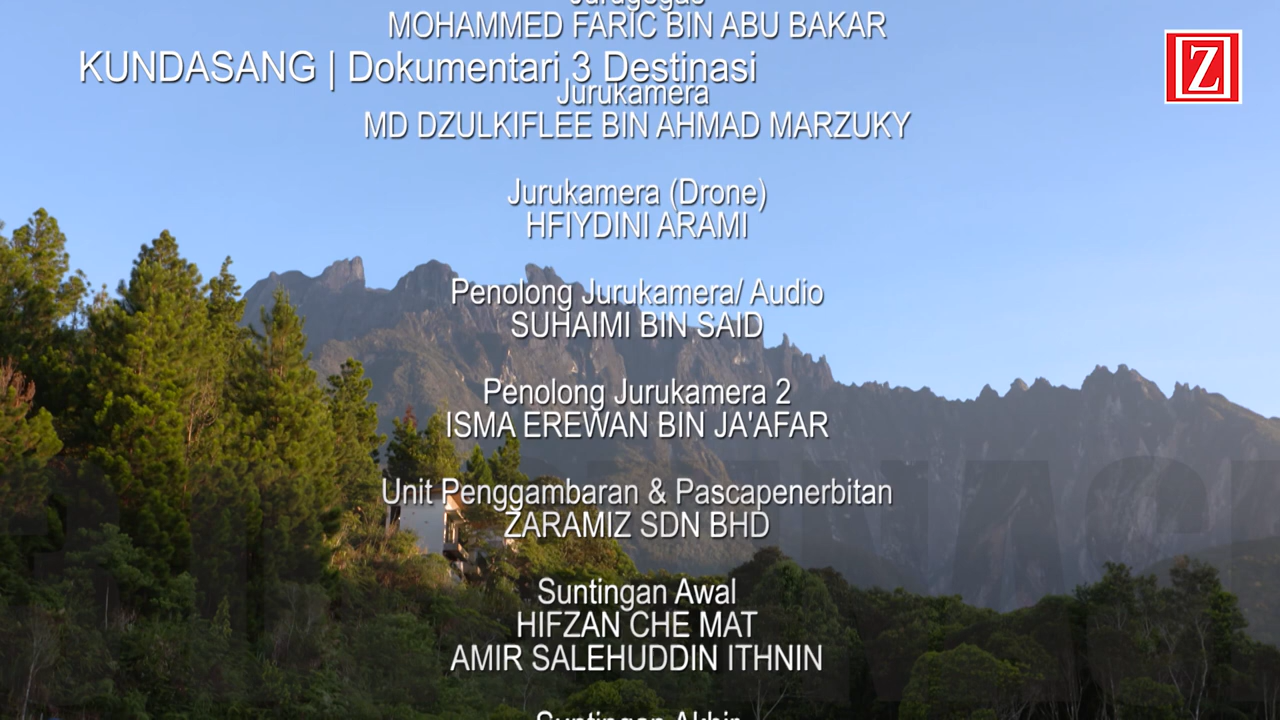 MOHAMMED FARIC BIN ABU BAKAR
KUNDASANG | Dokumentari 3 Destinasi
Z
Jurukamera
MD DZULKIFLEE BIN AHMAD MARZUKY
Jurukamera (Drone)
HFIYDINI ARAMI
Penolong Jurukamera/ Audio
SUHAIMI BIN SAID
Penolong Jurukamera 2
ISMA EREWAN BIN JA'AFAR
Unit Penggambaran & Pascapenerbitan
ZARAMIZ SDN BHD
Suntingan Awal
HIFZAN CHE MAT
AMIR SALEHUDDIN ITHNIN
Suntingan Akhir